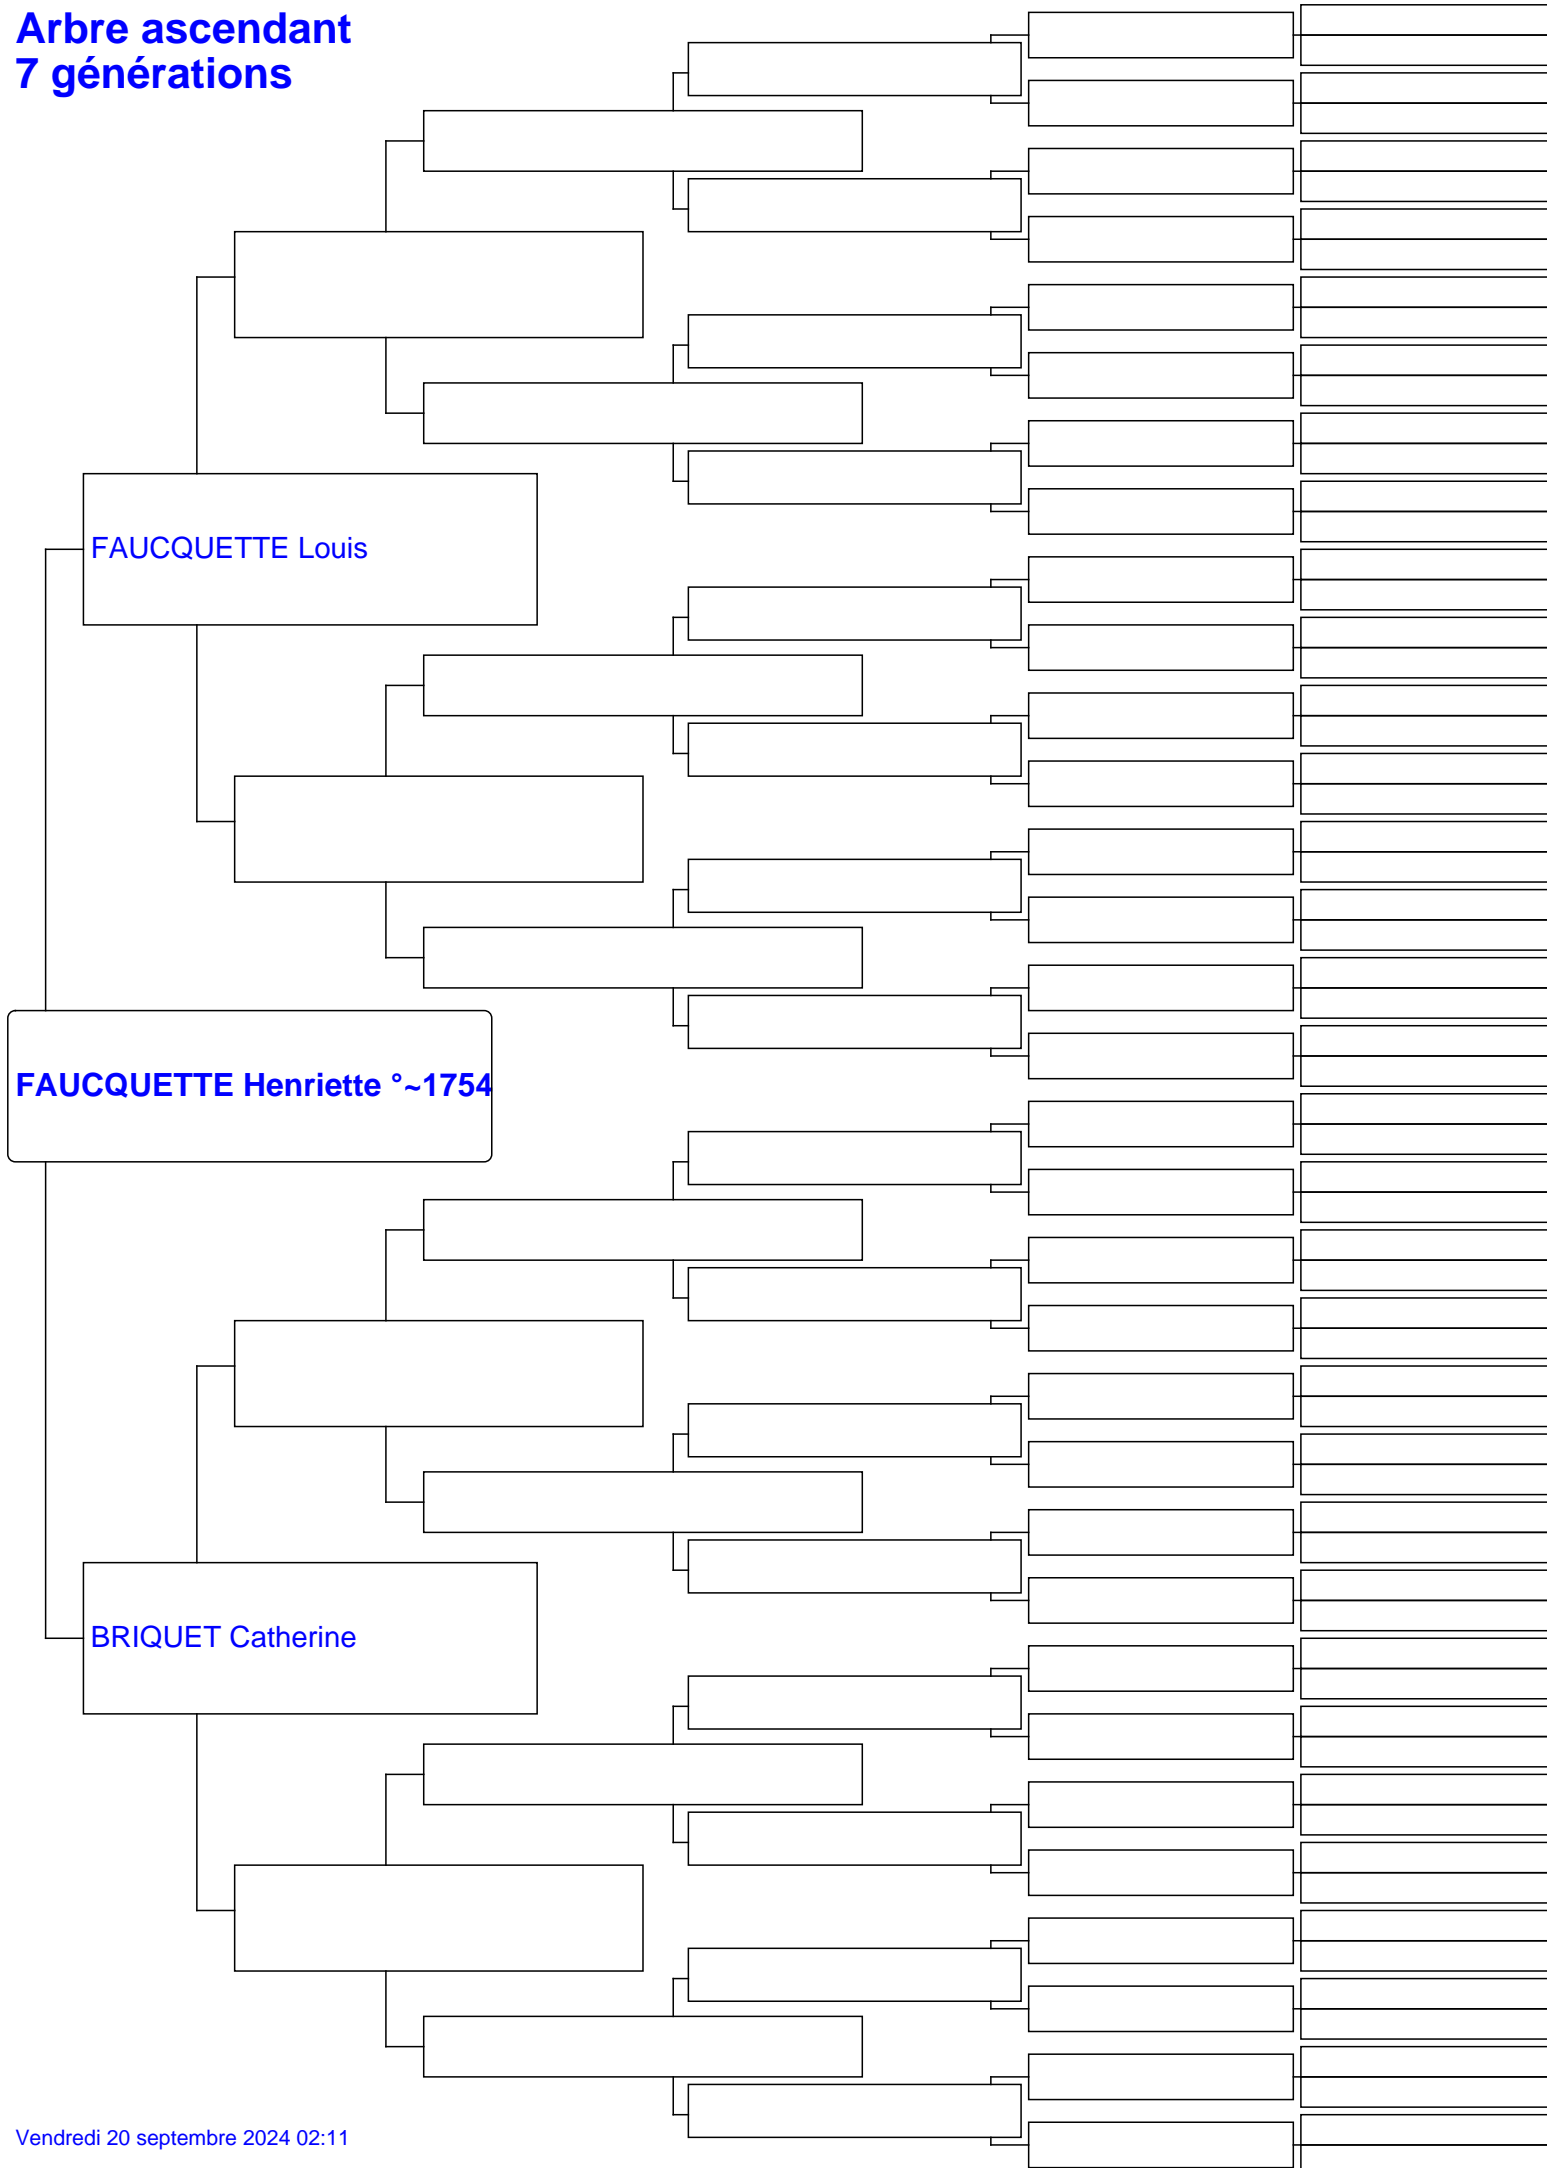 Arbre ascendant
7 générations
FAUCQUETTE Louis
FAUCQUETTE Henriette °~1754
BRIQUET Catherine
Vendredi 20 septembre 2024 02:11